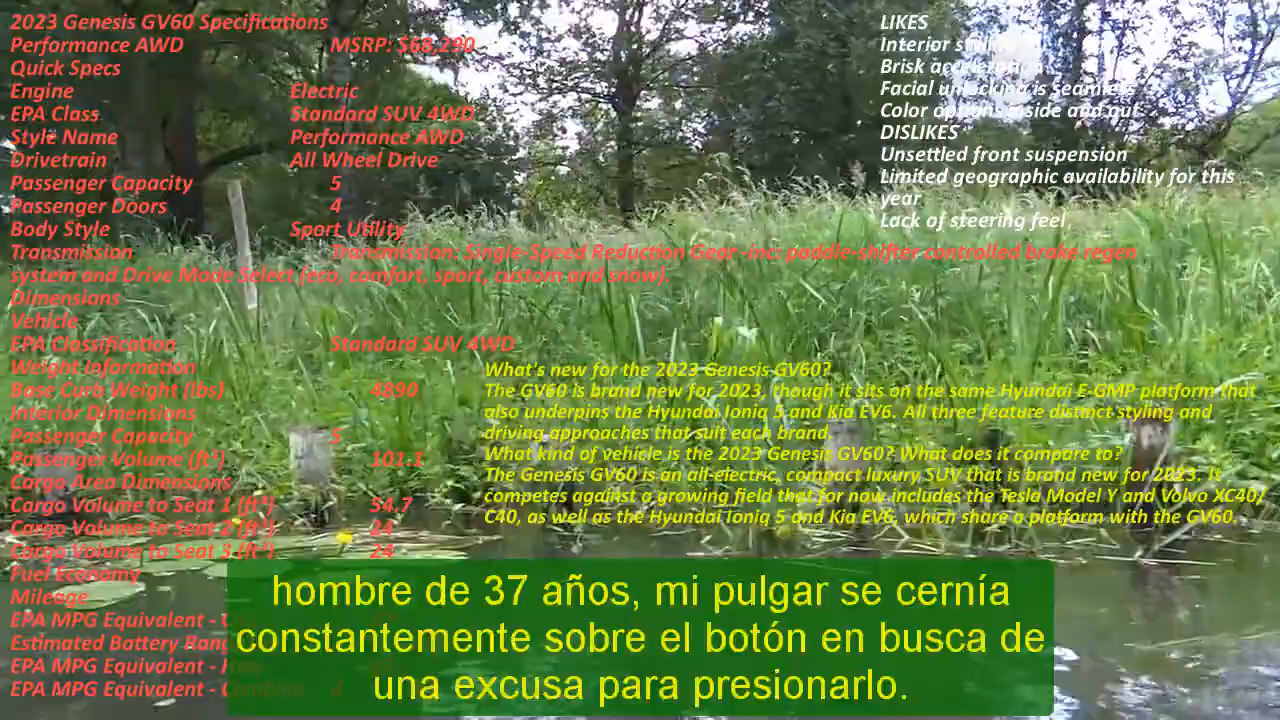 2023 Genesis GV60 Specifications
Performance AWD MSRP: $68,290
Quick Specs
Engine Electric
EPA Class Standard SUV 4WD
Style Name Performance AWD
Drivetrain All Wheel Drive
Passenger Capacity 5
Passenger Doors 4
Body Style Sport Utility
Transmission Transmission: Single-Speed Reduction Gear -inc: paddle-shifter controlled brake regen
system and Drive Mode Select (eco, comfort, sport, custom and snow).
Dimensions
Vehicle
EPA Classification Standard SUV 4WD
Weight Information
Base Curb Weight (lbs) 4890
Interior Dimensions
Passenger Capacity 5
Passenger Volume (ft³) 101.1
Cargo Area Dimensions
Cargo Volume to Seat 1 (ft³) 54.7
Cargo Volume to Seat 2 (ft³) 24
Cargo Volume to Seat 3 (ft³) 24
Fuel Economy
Mileage
EPA MPG Equivalent -
Estimated Battery
EPA MPG Equivalent -
EPA MPG Equivalent -
LIKES
Interior styling
Brisk acceleration
Facial unlocking is seamless
Color options inside and out
DISLIKES
Unsettled front suspension
Limited geographic availability for this
year
Lack of steering feel
What's new for the 2023 Genesis GV60?
The GV60 is brand new for 2023, though it sits on the same Hyundai E-GMP platform that
also underpins the Hyundai Ioniq 5 and Kia EV6. All three feature distinct styling and
driving approaches that suit each brand.
What kind of vehicle is the 2023 Genesis GV60? What does it compare to?
The Genesis GV60 is an all-electric, compact luxury SUV that is brand new for 2023. It
competes against a growing field that for now includes the Tesla Model Y and Volvo XC40/
C40, as well as the Hyundai Ioniq 5 and Kia EV6, which share a platform with the GV60.
hombre de 37 años, mi pulgar se cernía
constantemente sobre el botón en busca de
una excusa para presionarlo.